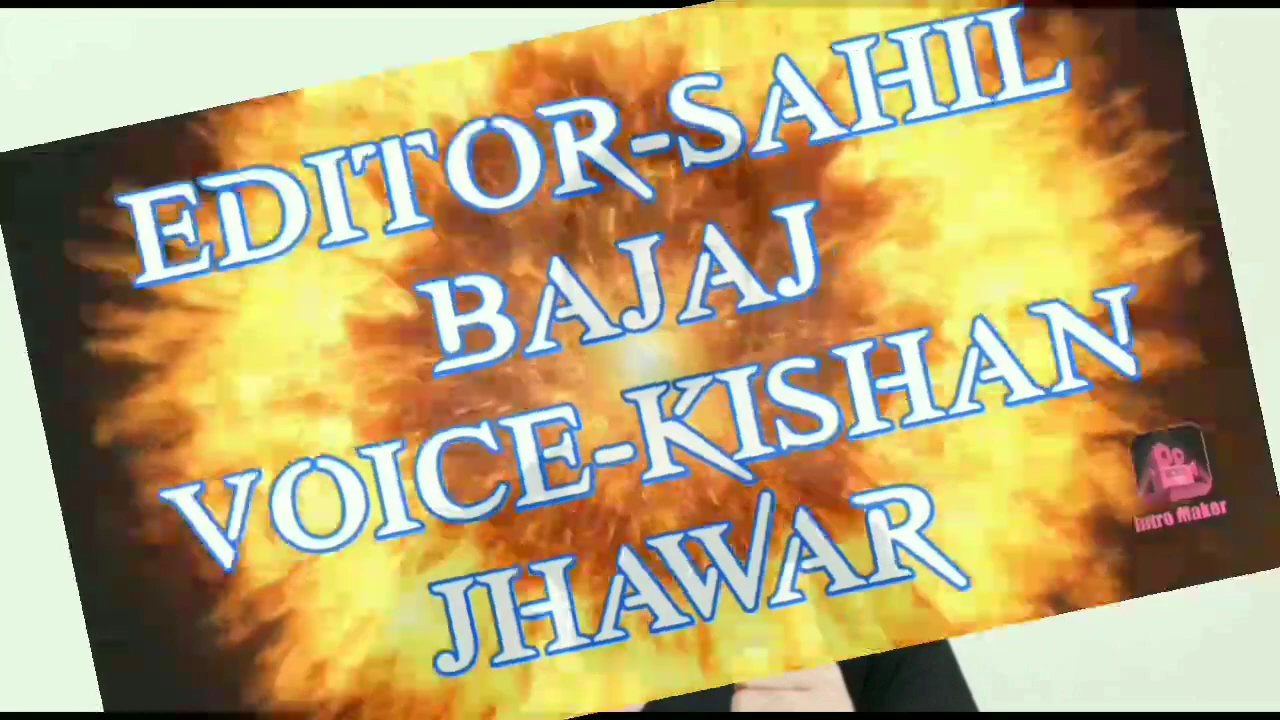 EDITOR-SAHIL
BAJAJ
VOICE-KISHAN
JHAWAR
Intro Maker